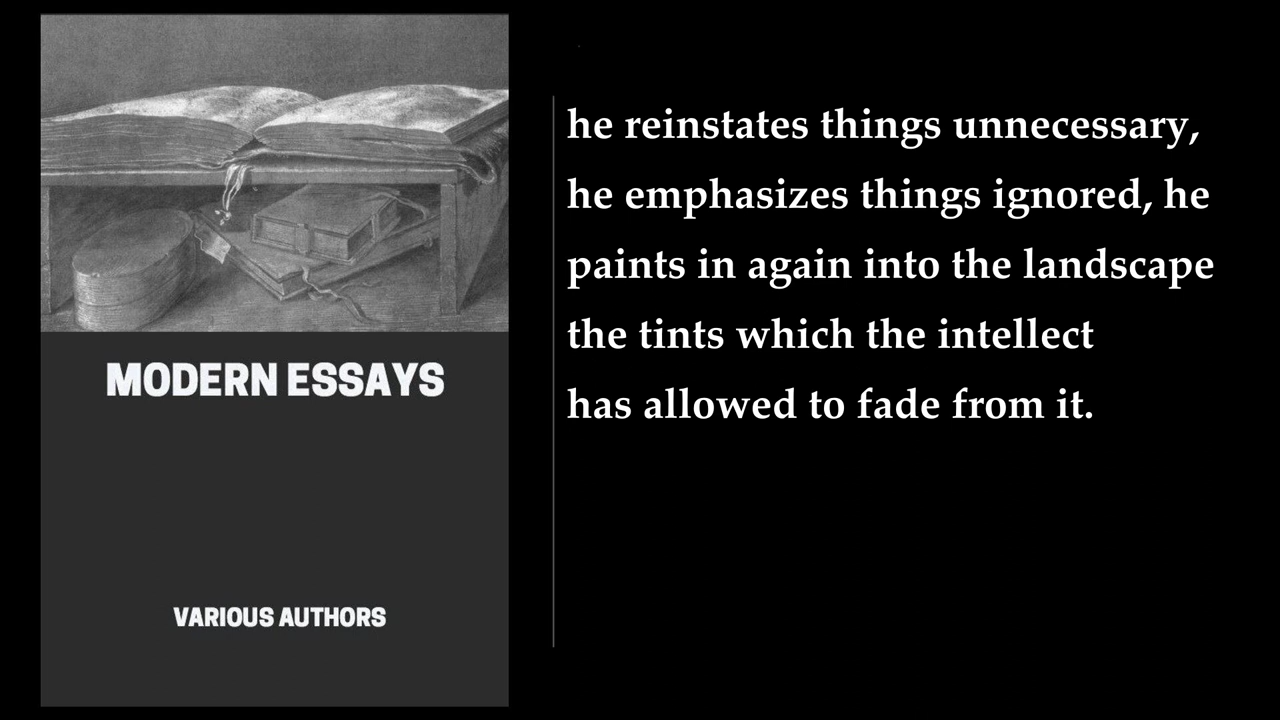 MODERN ESSAYS
VARIOUS AUTHORS
he reinstates things unnecessary,
he emphasizes things ignored, he
paints in again into the landscape
the tints which the intellect
has allowed to fade from it.